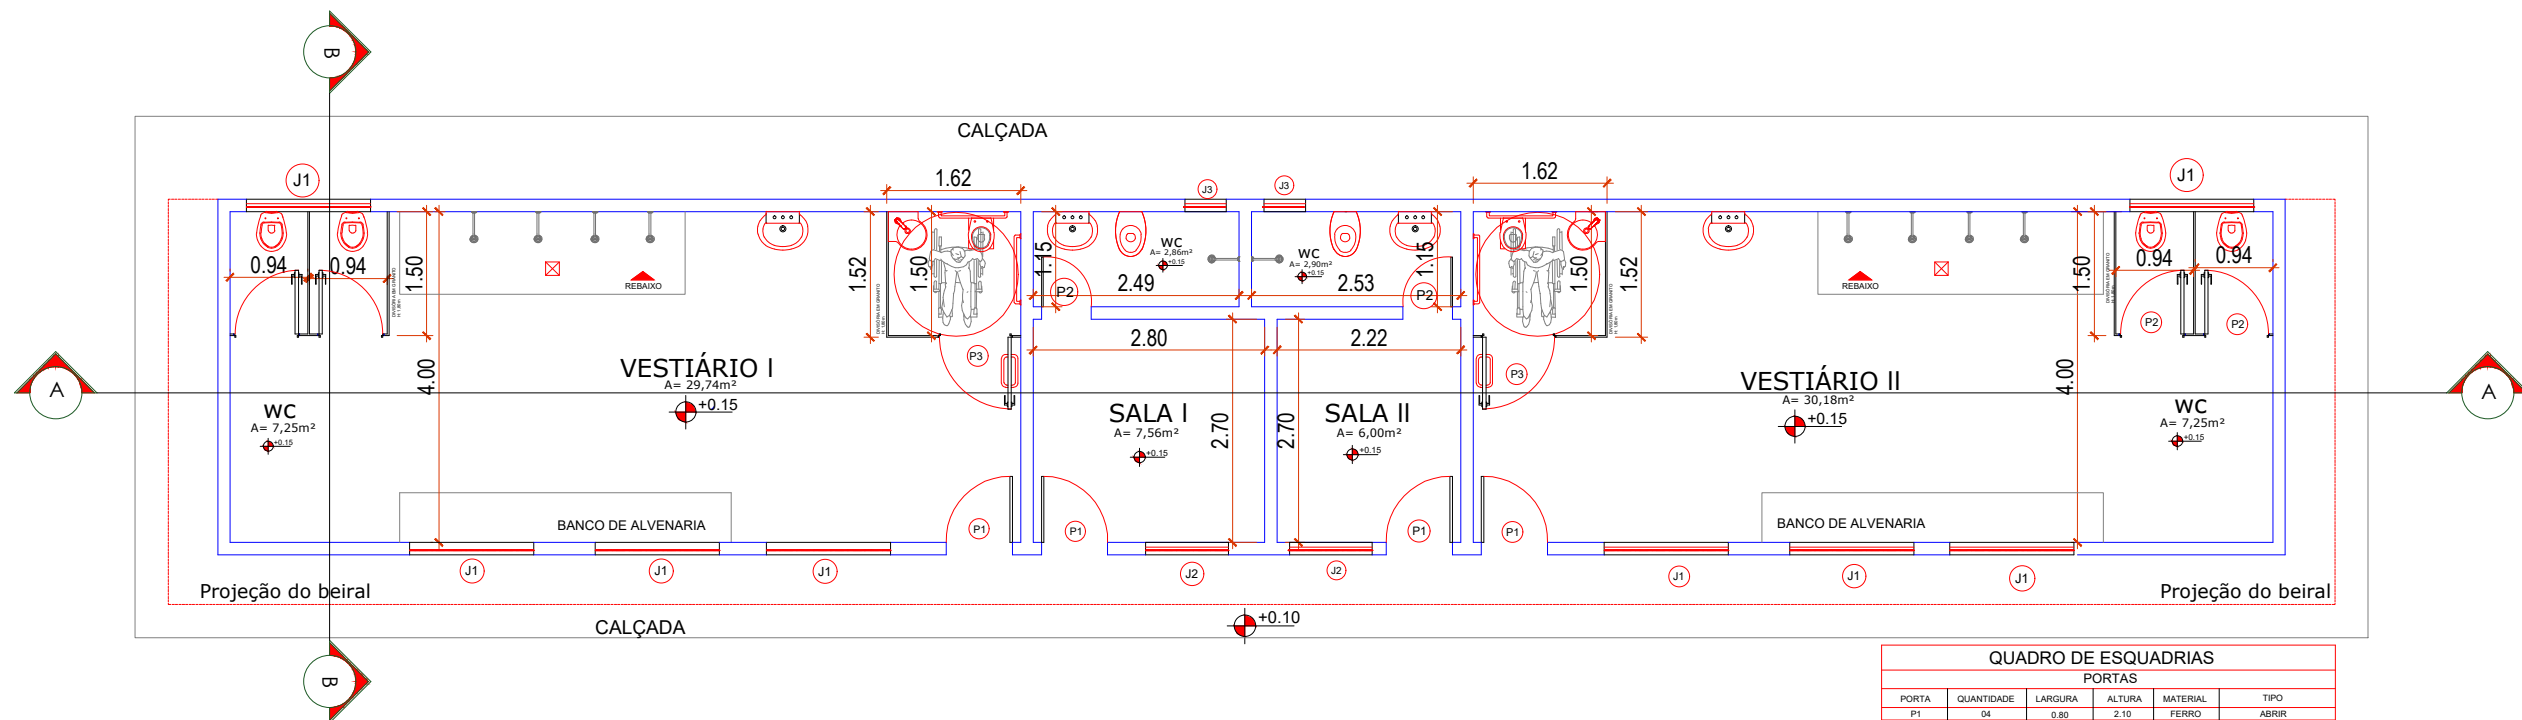 B
CALÇADA
J1
1.62
J3
J3
1.62
J1
0.94
0.94
1.50
DIVISÓRIA EM GRANITO
H: 1,80m
REBAIXO
1.52
1.50
1.15
WC
A= 2,86m²
+0.15
P2
2.49
WC
A= 2,90m²
+0.15
1.15
P2
2.53
1.50
1.52
REBAIXO
1.50
0.94
0.94
P2
P2
4.00
VESTIÁRIO I
A= 29,74m²
+0.15
P3
2.80
2.22
P3
VESTIÁRIO II
A= 30,18m²
+0.15
4.00
A
WC
A= 7,25m²
+0.15
SALA I
A= 7,56m²
+0.15
2.70
2.70
SALA II
A= 6,00m²
+0.15
WC
A= 7,25m²
+0.15
A
BANCO DE ALVENARIA
P1
P1
P1
P1
BANCO DE ALVENARIA
J1
J1
J1
J2
J2
J1
J1
J1
Projeção do beiral
Projeção do beiral
CALÇADA
+0.10
B
QUADRO DE ESQUADRIAS
PORTAS
PORTA QUANTIDADE LARGURA ALTURA MATERIAL TIPO
P1 04 0.80 2.10 FERRO ABRIR